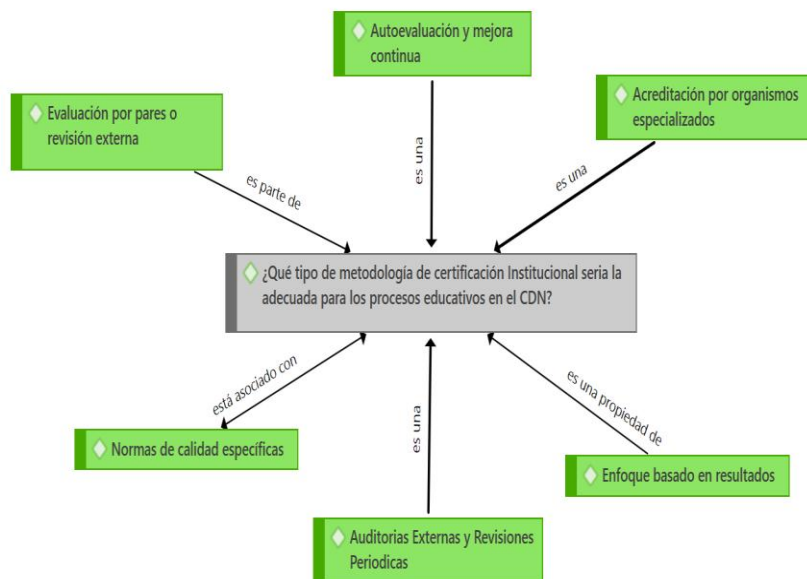 Autoevaluación y mejora
continua
Evaluación por pares o
revisión externa
Acreditación por organismos
especializados
es parte de
es una
es una
¿Qué tipo de metodología de certificación Institucional seria la
adecuada para los procesos educativos en el CDN?
está asociado con
es una
es una propiedad de
Normas de calidad específicas
Enfoque basado en resultados
Auditorias Externas y Revisiones
Periodicas